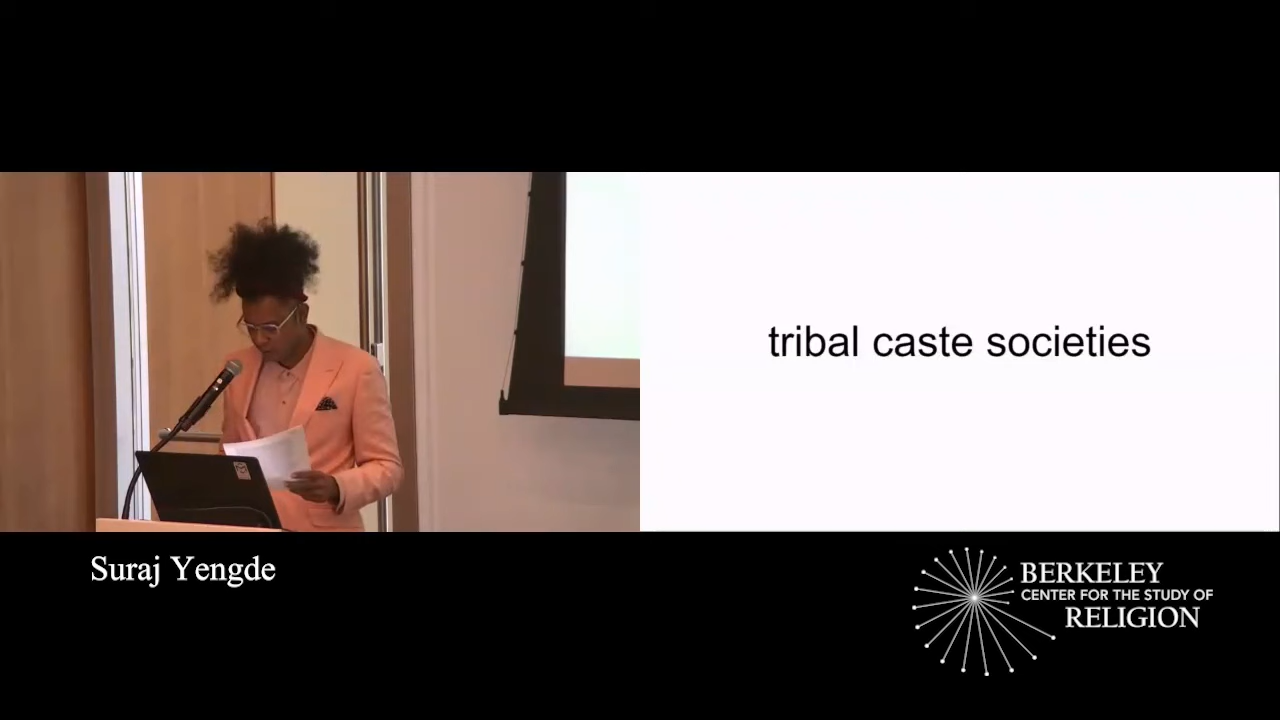 tribal caste societies
Suraj Yengde
BERKELEY
CENTER FOR THE STUDY OF
RELIGION